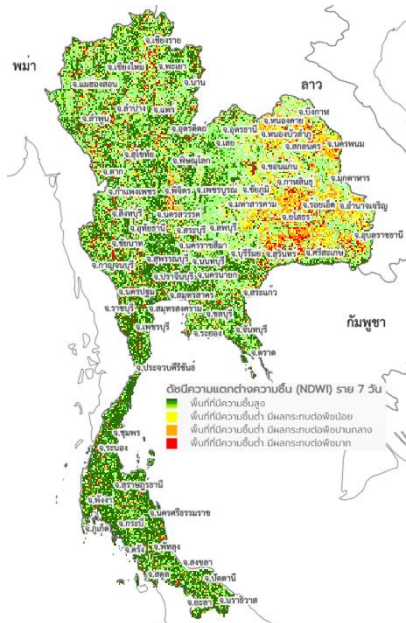 จ.เชียงราย
พม่า
จ.เชียงใหม่
จ.พะเยา
ลาว
จ.แม่ฮ่องสอน
จ.น่าน
จ.บึงกาฬ
จ.ลำปาง
จ.แพร่
จ.หนองคาย
จ.ลำพูน
จ.อุตรดิตถ์
จ.อุดรธานี
จ.หนองบัวลำภู
จ.นครพนม
จ.เลย
จ.สกลนคร
จ.สุโขทัย
จ.พิษณุโลก
จ.ขอนแก่น
จ.ตาก
จ.มุกดาหาร
จ.กำแพงเพชร
จ.พิจิตร
จ.เพชรบูรณ์
จ.ชัยภูมิ
จ.กาฬสินธุ์
จ.มหาสารคาม
จ.ร้อยเอ็ด
จ.อำนาจเจริญ
จ.สิงห์บุรี
จ.นครสวรรค์
จ.ยโสธร
จ.อุทัยธานี
จ.สระบุรี
จ.ลพบุรี
จ.อุบลราชธานี
จ.ชัยนาท
จ.นครราชสีมา
จ.บุรีรัมย์
จ.สุรินทร์
จ.ศรีสะเกษ
จ.กาญจนบุรี
จ.สุพรรณบุรี
จ.นนทบุรี
จ.ปราจีนบุรี
จ.นครนายก
จ.สระแก้ว
จ.นครปฐม
จ.สมุทรสาคร
จ.ราชบุรี
จ.สมุทรสงคราม
จ.ชลบุรี
กัมพูชา
จ.เพชรบุรี
จ.ระยอง
จ.จันทบุรี
จ.ตราด
จ.ประจวบคีรีขันธ์
ดัชนีความแตกต่างความชื้น (NDWI) ราย 7 วัน
พื้นที่ที่มีความชื้นสูง
พื้นที่ที่มีความชื้นต่ำ มีผลกระทบต่อพืชน้อย
พื้นที่ที่มีความชื้นต่ำ มีผลกระทบต่อพืชปานกลาง
พื้นที่ที่มีความชื้นต่ำ มีผลกระทบต่อพืชมาก
จ.ชุมพร
จ.ระนอง
จ.สุราษฎร์ธานี
จ.พังงา
จ.นครศรีธรรมราช
จ.ภูเก็ต
จ.กระบี่
จ.ตรัง
จ.พัทลุง
จ.สงขลา
จ.สตูล
จ.ปัตตานี
จ.ยะลา
จ.นราธิวาส